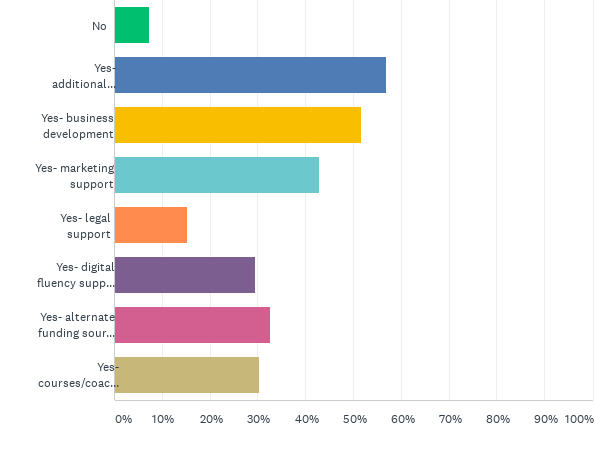 No
Yes-
additional...
Yes- business
development
Yes- marketing
support
Yes- legal
support
Yes- digital
fluency supp...
Yes- alternate
funding sour...
Yes-
courses/coac...
0% 10% 20% 30% 40% 50% 60% 70% 80% 90% 100%